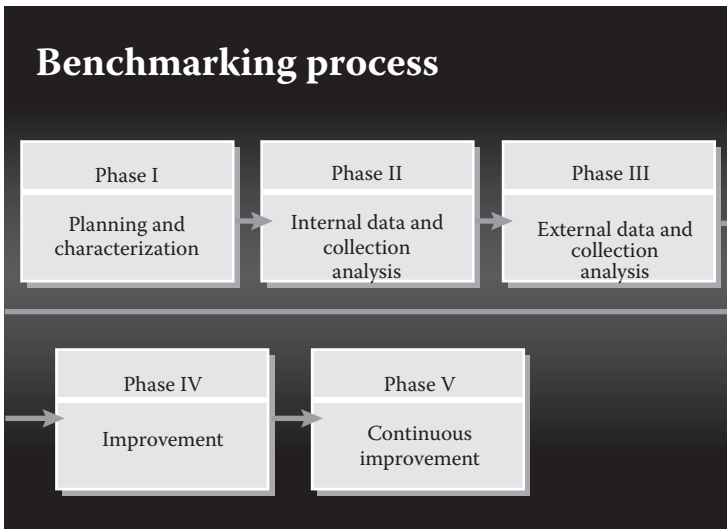 Benchmarking process
Phase I
Planning and
characterization
Phase II
Internal data and
collection
analysis
Phase III
External data and
collection
analysis
Phase IV
Improvement
Phase V
Continuous
improvement